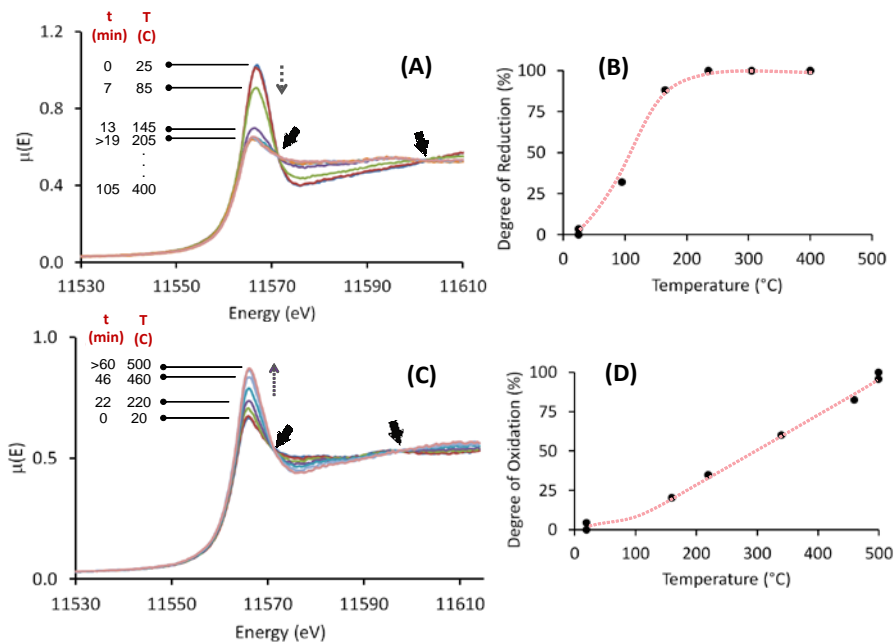 t T
(min) (C)
0 25
7 85
13 145
>19 205
.
.
.
105 400
(A)
μ(E)
1.2
0.8
0.4
0.0
11530 11550 11570 11590 11610
Energy (eV)
(B)
Degree of Reduction (%)
100
75
50
25
0
0 100 200 300 400 500
Temperature (°C)
t T
(min) (C)
>60 500
46 460
22 220
0 20
(C)
μ(E)
1.0
0.5
0.0
11530 11550 11570 11590 11610
Energy (eV)
(D)
Degree of Oxidation (%)
100
75
50
25
0
0 100 200 300 400 500
Temperature (°C)